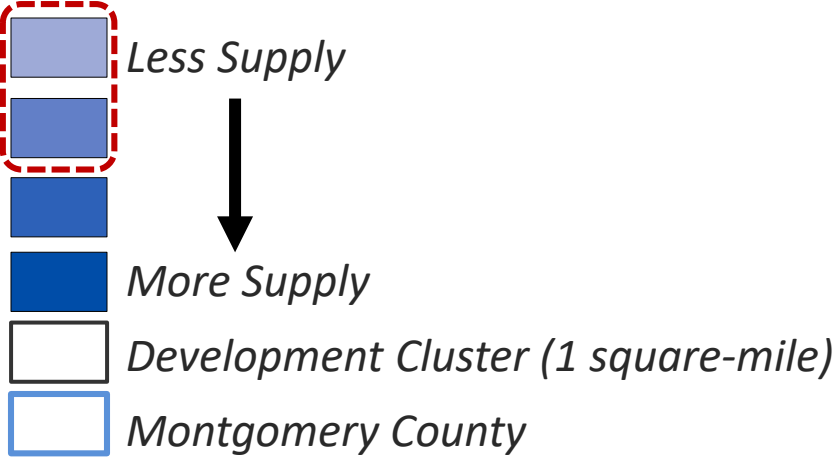 Less Supply
More Supply
Development Cluster (1 square-mile)
Montgomery County